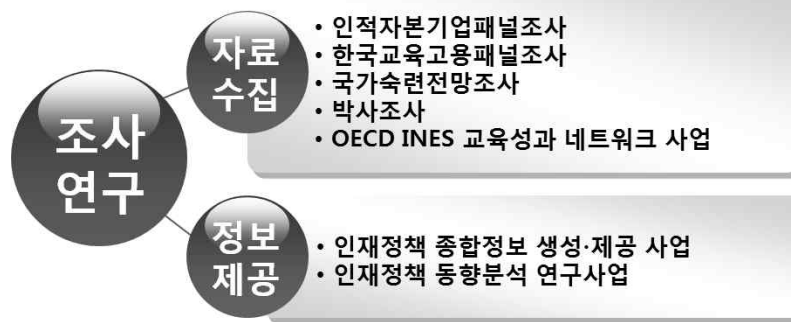 조사
연구
자료
수집
• 인적자본기업패널조사
• 한국교육고용패널조사
• 국가숙련전망조사
• 박사조사
• OECD INES 교육성과 네트워크 사업
정보
제공
• 인재정책 종합정보 생성·제공 사업
• 인재정책 동향분석 연구사업